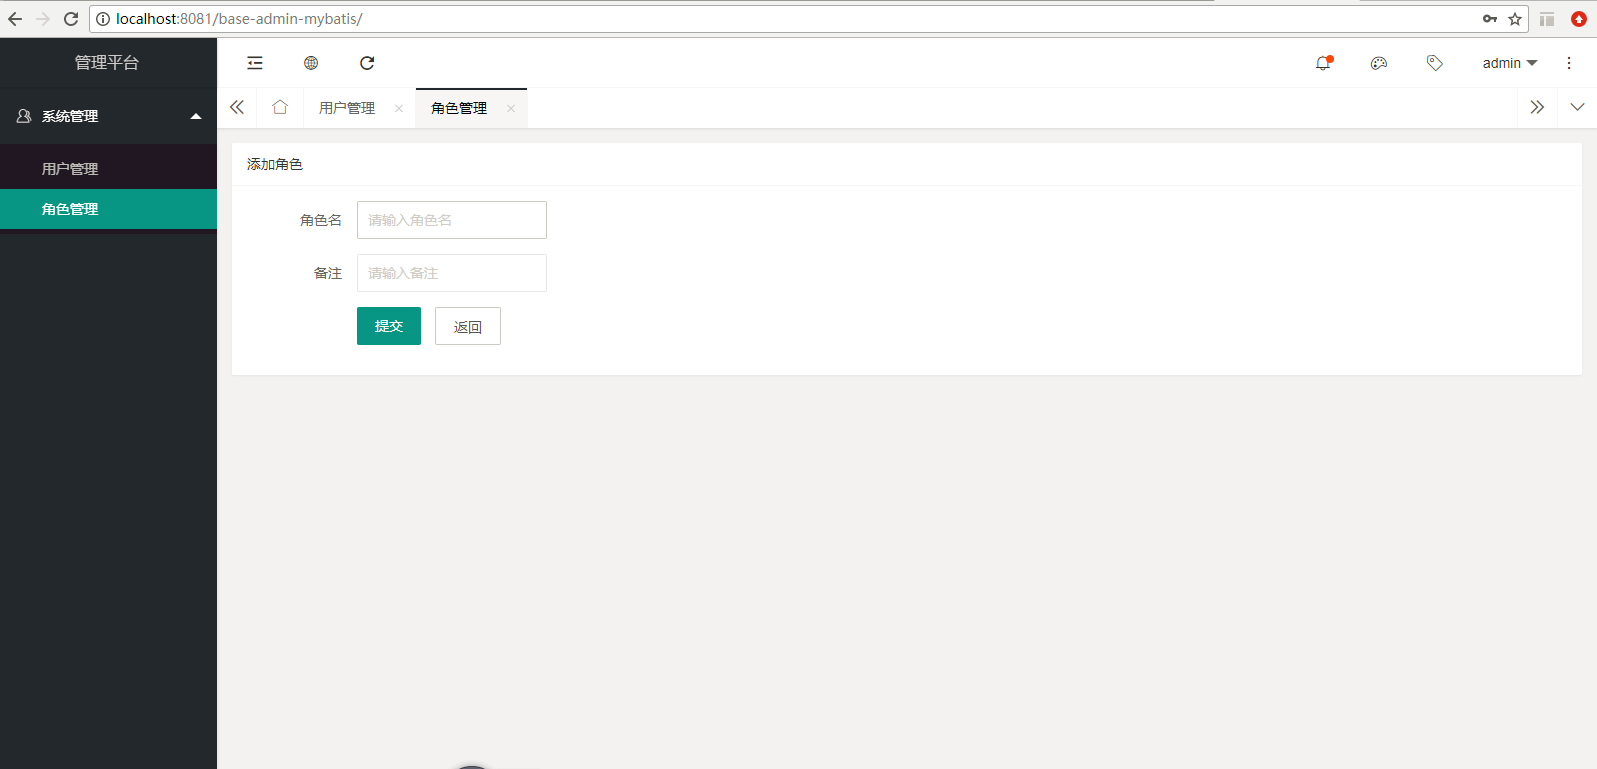 localhost:8081/base-admin-mybatis/
管理平台
admin
系统管理
用户管理
角色管理
用户管理
角色管理
添加角色
角色名
请输入角色名
备注
请输入备注
提交
返回